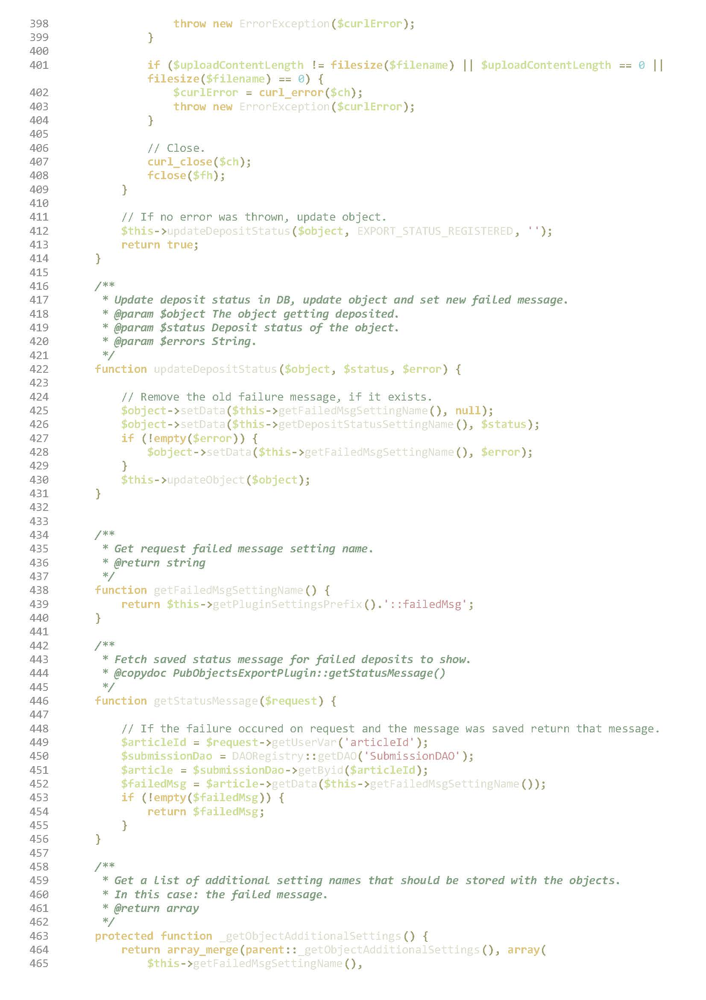 398                    throw new ErrorException($curlError);
399                }
400
401                if ($uploadContentLength != filesize($filename) || $uploadContentLength == 0 ||
                filesize($filename) == 0) {
402                    $curlError = curl_error($ch);
403                    throw new ErrorException($curlError);
404                }
405
406                // Close.
407                curl_close($ch);
408                fclose($fh);
409            }
410
411            // If no error was thrown, update object.
412            $this->updateDepositStatus($object, EXPORT_STATUS_REGISTERED, '');
413            return true;
414        }
415
416        /**
417         * Update deposit status in DB, update object and set new failed message.
418         * @param $object The object getting deposited.
419         * @param $status Deposit status of the object.
420         * @param $errors String.
421         */
422        function updateDepositStatus($object, $status, $error) {
423
424            // Remove the old failure message, if it exists.
425            $object->setData($this->getFailedMsgSettingName(), null);
426            $object->setData($this->getDepositStatusSettingName(), $status);
427            if (!empty($error)) {
428                $object->setData($this->getFailedMsgSettingName(), $error);
429            }
430            $this->updateObject($object);
431        }
432
433
434        /**
435         * Get request failed message setting name.
436         * @return string
437         */
438        function getFailedMsgSettingName() {
439            return $this->getPluginSettingsPrefix().'::failedMsg';
440        }
441
442        /**
443         * Fetch saved status message for failed deposits to show.
444         * @copydoc PubObjectsExportPlugin::getStatusMessage()
445         */
446        function getStatusMessage($request) {
447
448            // If the failure occured on request and the message was saved return that message.
449            $articleId = $request->getUserVar('articleId');
450            $submissionDao = DAORegistry::getDAO('SubmissionDAO');
451            $article = $submissionDao->getByid($articleId);
452            $failedMsg = $article->getData($this->getFailedMsgSettingName());
453            if (!empty($failedMsg)) {
454                return $failedMsg;
455            }
456        }
457
458        /**
459         * Get a list of additional setting names that should be stored with the objects.
460         * In this case: the failed message.
461         * @return array
462         */
463        protected function _getObjectAdditionalSettings() {
464            return array_merge(parent::_getObjectAdditionalSettings(), array(
465                $this->getFailedMsgSettingName(),